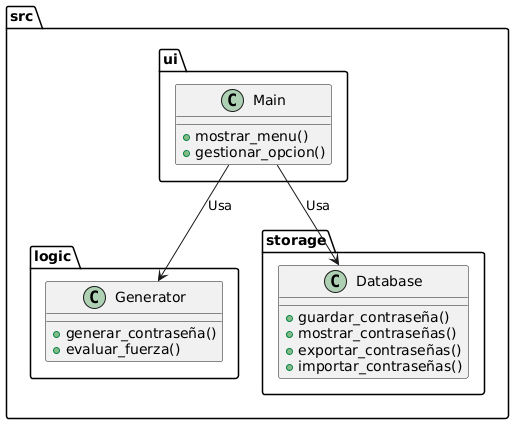 src
ui
C Main
mostrar_menu()
gestionar_opcion()
Usa
Usa
logic
C Generator
generar_contraseña()
evaluar_fuerza()
storage
C Database
guardar_contraseña()
mostrar_contraseñas()
exportar_contraseñas()
importar_contraseñas()